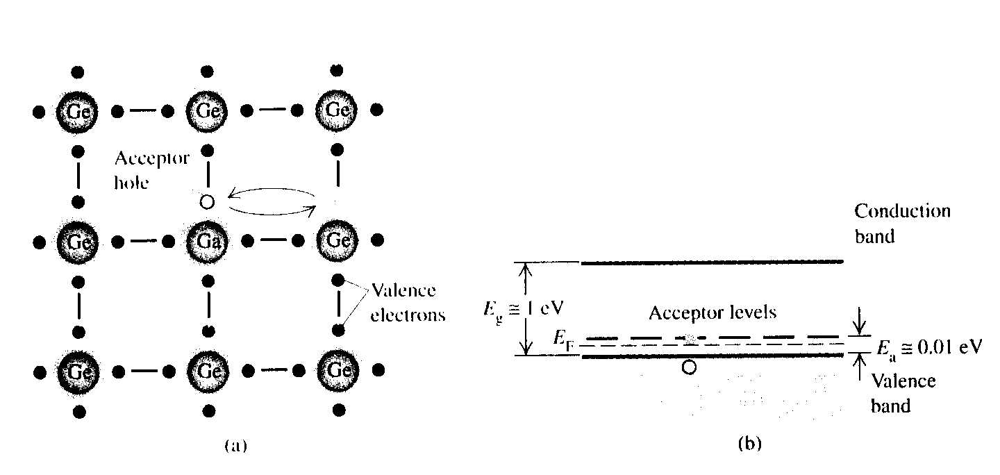 Ge Ge Ge
Acceptor
hole
Ge Ga Ge
Valence
electrons
Ge Ge Ge
(a)
Conduction
band
E_g ≅ 1 eV
Acceptor levels
E_F
E_a ≅ 0.01 eV
Valence
band
(b)